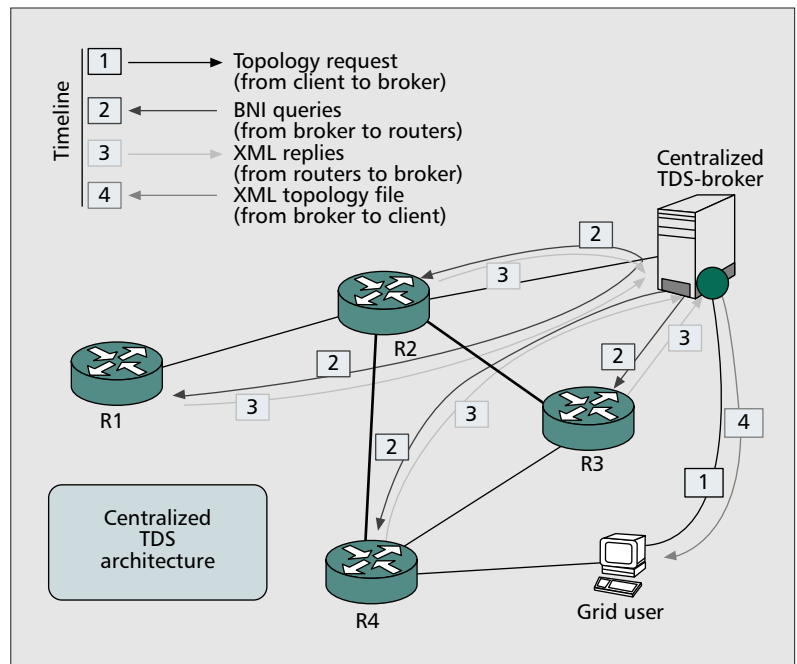 Timeline
1 Topology request
(from client to broker)
2 BNI queries
(from broker to routers)
3 XML replies
(from routers to broker)
4 XML topology file
(from broker to client)
Centralized
TDS-broker
2
3
R2
2
3
R1
2
3
2
3
R3
4
1
Centralized
TDS
architecture
R4
Grid user